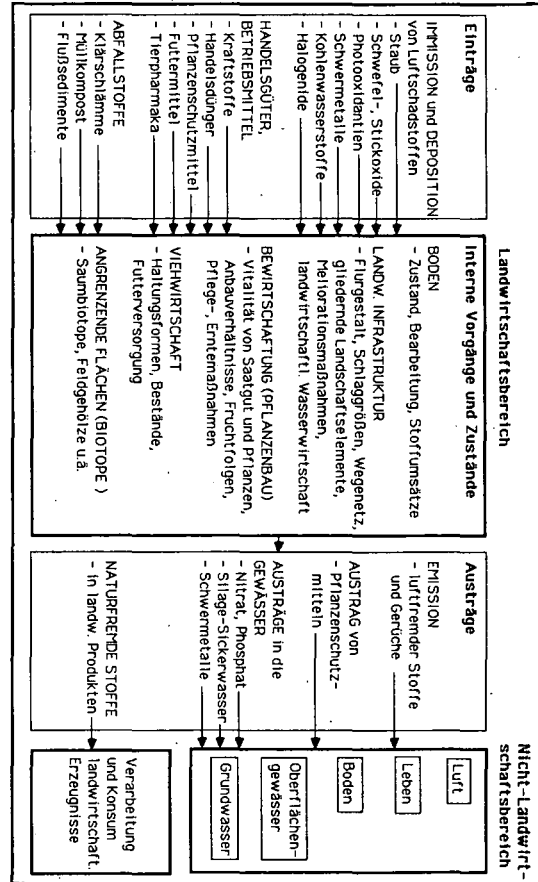 Landwirtschaftsbereich
Nicht-Landwirt-
schaftsbereich
Einträge
IMMISSION und DEPOSITION
von Luftschadstoffen
- Staub
- Schwefel-, Stickoxide
- Photooxidantien
- Schwermetalle
- Kohlenwasserstoffe
- Halogenide
HANDELSGÜTER,
BETRIEBSMITTEL
- Kraftstoffe
- Handelsdünger
- Pflanzenschutzmittel
- Futtermittel
- Tierpharmaka
ABFALLSTOFFE
- Klärschlämme
- Müllkompost
- Flußsedimente
Interne Vorgänge und Zustände
BODEN
- Zustand, Bearbeitung, Stoffumsätze
LANDW. INFRASTRUKTUR
- Flurgestalt, Schlaggrößen, Wegenetz,
gliedernde Landschaftselemente,
Meliorationsmaßnahmen,
landwirtschaftl. Wasserwirtschaft
BEWIRTSCHAFTUNG (PFLANZENBAU)
- Vitalität von Saatgut und Pflanzen,
Anbauverhältnisse, Fruchtfolgen,
Pflege-, Erntemaßnahmen
VIEHWIRTSCHAFT
- Haltungsformen, Bestände,
Futterversorgung
ANGRENZENDE FLÄCHEN (BIOTOPE )
- Saumbiotope, Feldgehölze u.ä.
Austräge
EMISSION
- luftfremder Stoffe
und Gerüche
AUSTRAG von
- Pflanzenschutz-
mitteln
AUSTRÄGE in die
GEWÄSSER
- Nitrat, Phosphat
- Silage-Sickerwasser
- Schwermetalle
NATURFREMDE STOFFE
- in landw. Produkten
Luft
Leben
Boden
Oberflächen-
gewässer
Grundwasser
Verarbeitung
und Konsum
landwirtschaft.
Erzeugnisse